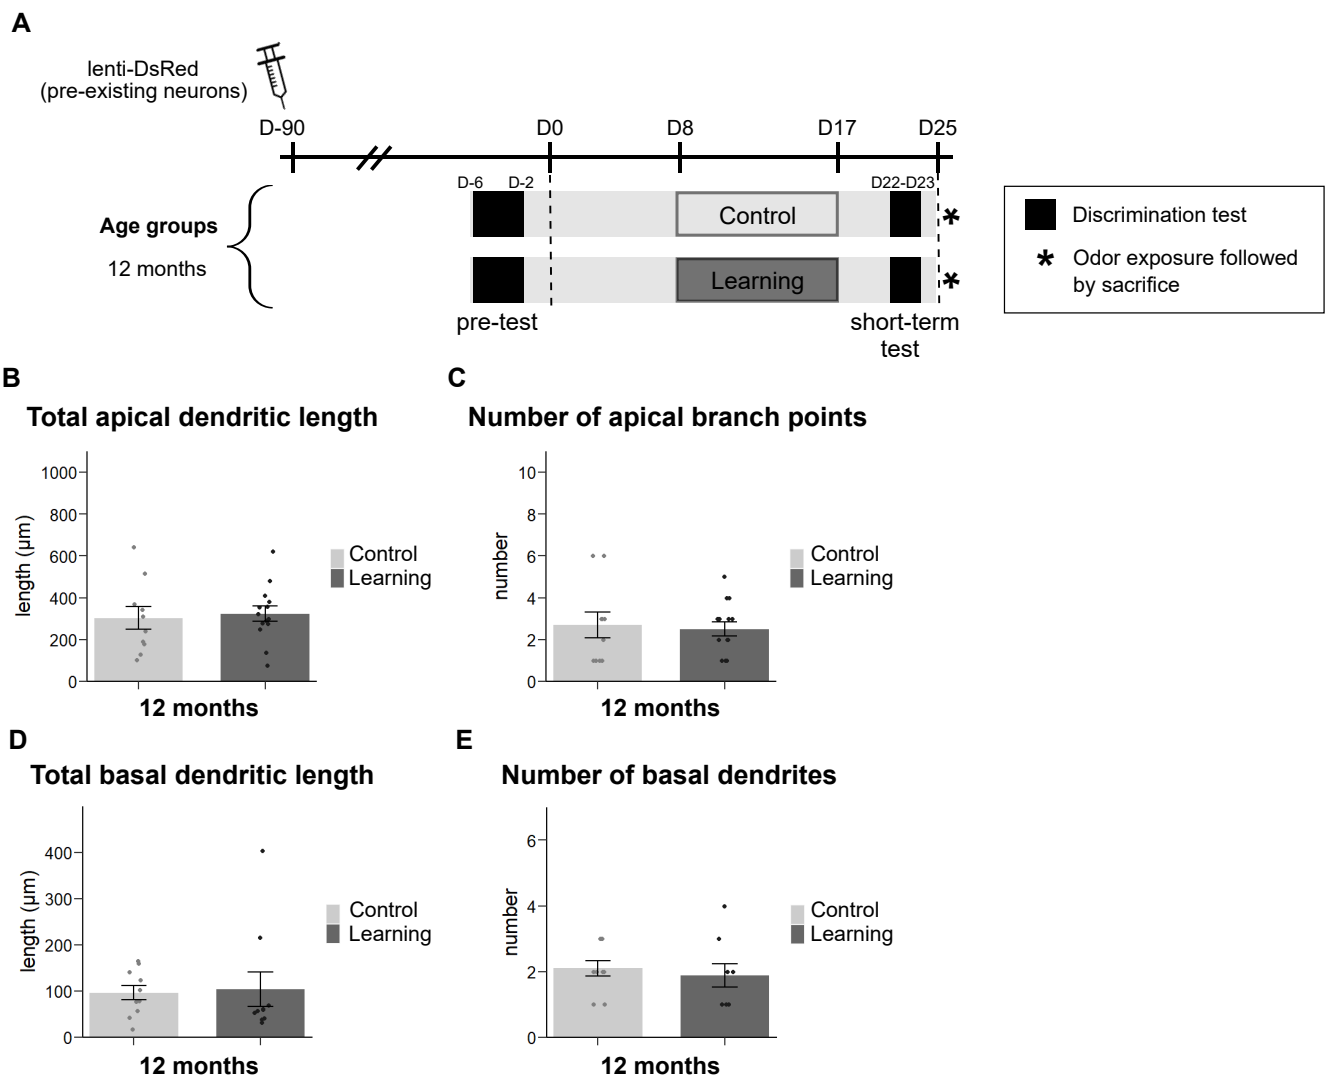 A
lenti-DsRed
(pre-existing neurons)
D-90
D0
D8
D17
D25
D-6
D-2
D22-D23
Age groups
12 months
Control
Learning
pre-test
short-term
test
Discrimination test
* Odor exposure followed
by sacrifice
*
*
B
Total apical dendritic length
length (µm)
1000
800
600
400
200
0
Control
Learning
12 months
C
Number of apical branch points
number
10
8
6
4
2
0
Control
Learning
12 months
D
Total basal dendritic length
length (µm)
400
300
200
100
0
Control
Learning
12 months
E
Number of basal dendrites
number
6
4
2
0
Control
Learning
12 months